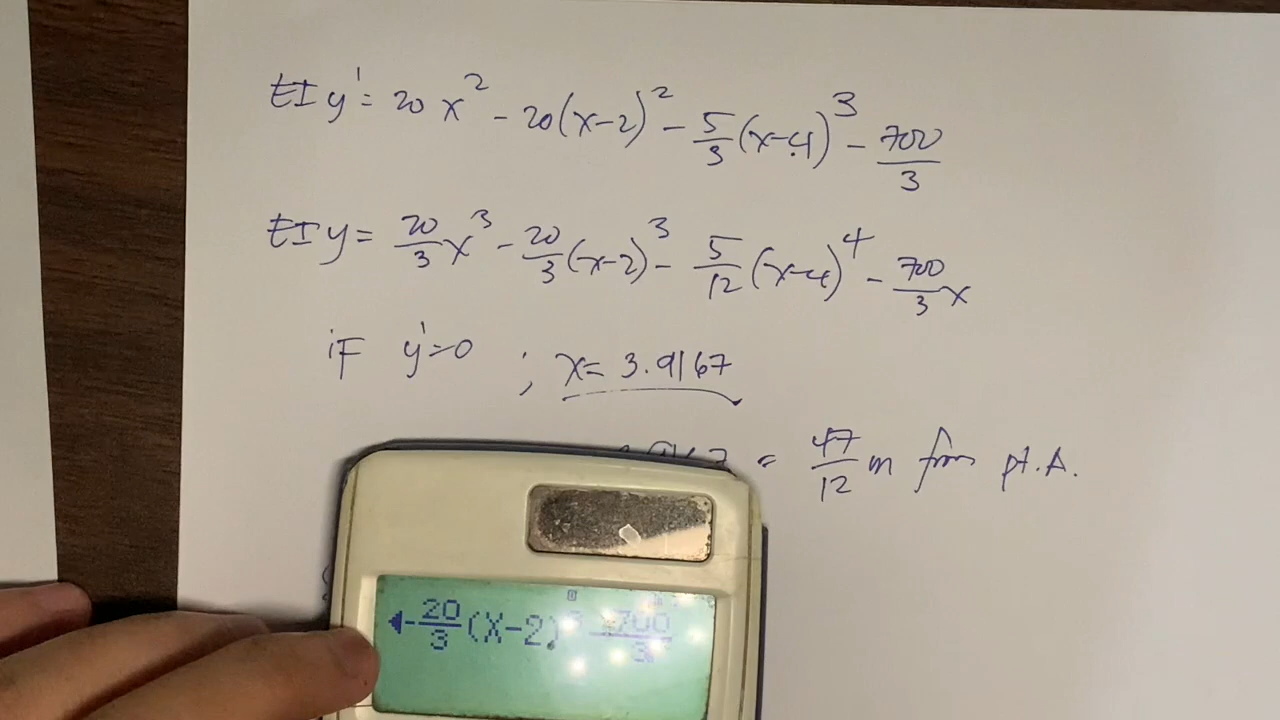 EIy' = 20x² - 20(x-2)² - 5/3(x-4)³ - 700/3
EIy = 20/3x³ - 20/3(x-2)³ - 5/12(x-4)⁴ - 700/3x
if y'=0 ; x= 3.9167
= 47/12 m from pt.A.
-20/3(X-2)³-700/3